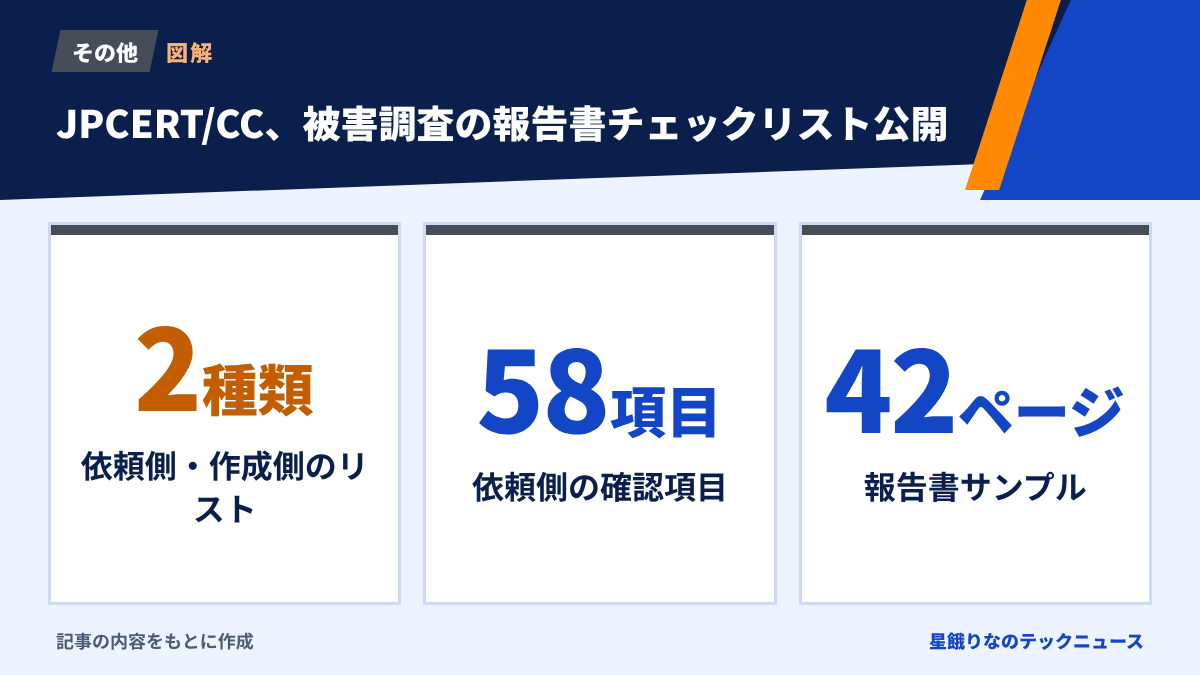 その他 図解
JPCERT/CC、被害調査の報告書チェックリスト公開
2種類
依頼側・作成側のリ
スト
58項目
依頼側の確認項目
42ページ
報告書サンプル
記事の内容をもとに作成
星餓りなのテックニュース